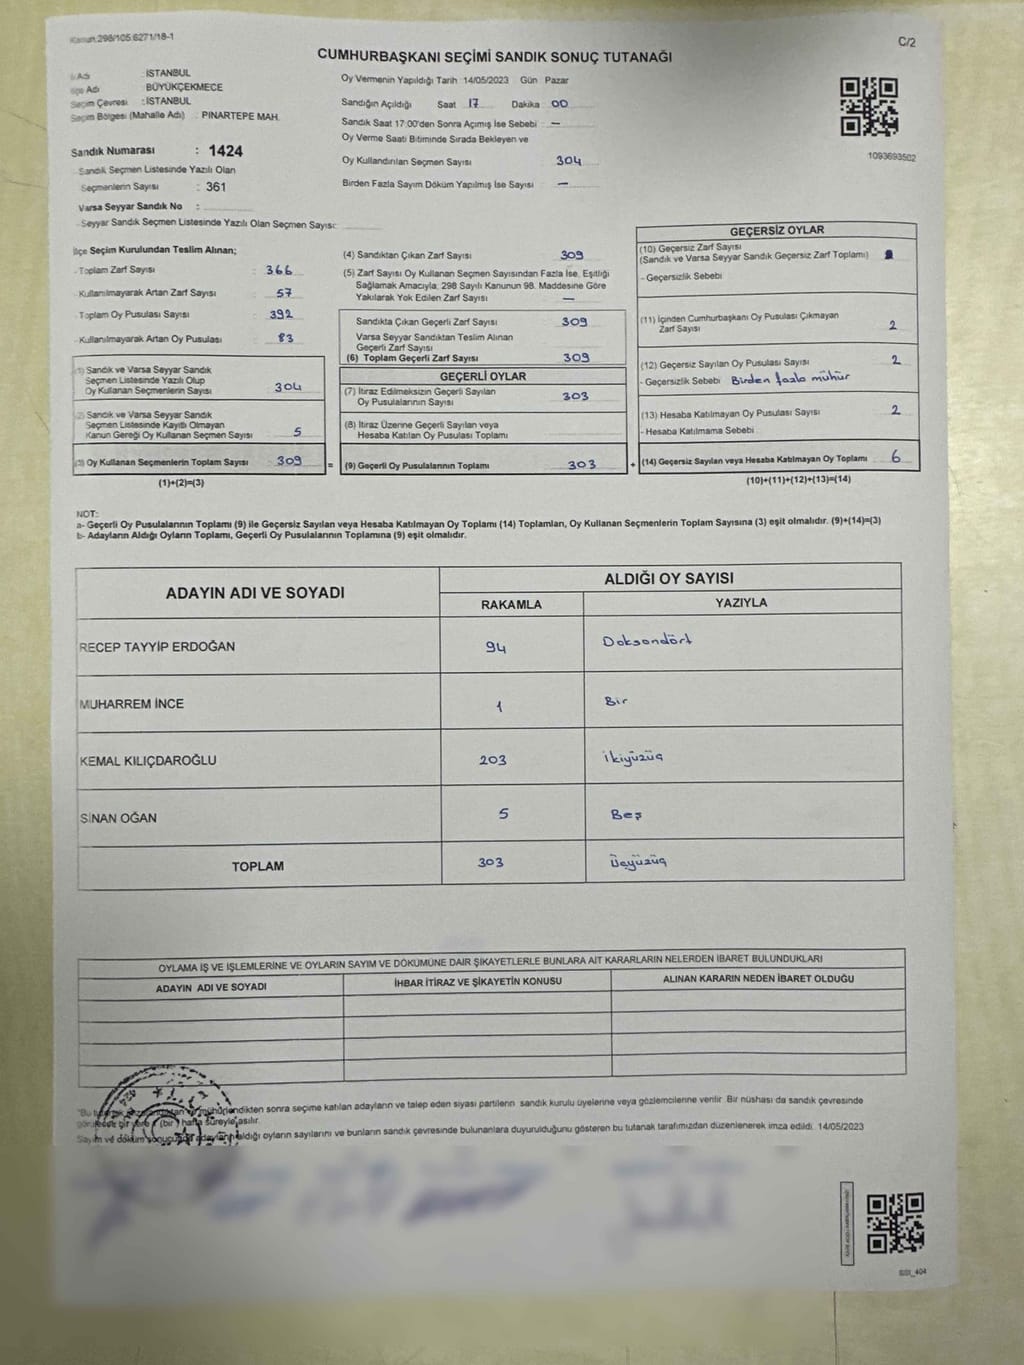 Kanun:298/105:6271/18-1
C/2
CUMHURBAŞKANI SEÇİMİ SANDIK SONUÇ TUTANAĞI
İli Adı : İSTANBUL
İlçe Adı : BÜYÜKÇEKMECE
Seçim Çevresi : İSTANBUL
Seçim Bölgesi (Mahalle Adı) : PINARTEPE MAH.
Sandık Numarası : 1424
Sandık Seçmen Listesinde Yazılı Olan
Seçmenlerin Sayısı : 361
Varsa Seyyar Sandık No :
Seyyar Sandık Seçmen Listesinde Yazılı Olan Seçmen Sayısı:
Oy Vermenin Yapıldığı Tarih 14/05/2023 Gün Pazar
Sandığın Açıldığı Saat 17 Dakika 00
Sandık Saat 17:00'den Sonra Açımış İse Sebebi : —
Oy Verme Saati Bitiminde Sırada Bekleyen ve
Oy Kullandırılan Seçmen Sayısı 304
Birden Fazla Sayım Döküm Yapılmış İse Sayısı —
1093693502
İlçe Seçim Kurulundan Teslim Alınan;
- Toplam Zarf Sayısı : 366
- Kullanılmayarak Artan Zarf Sayısı : 57
- Toplam Oy Pusulası Sayısı : 392
- Kullanılmayarak Artan Oy Pusulası : 83
(1) Sandık ve Varsa Seyyar Sandık
Seçmen Listesinde Yazılı Olup
Oy Kullanan Seçmenlerin Sayısı : 304
(2) Sandık ve Varsa Seyyar Sandık
Seçmen Listesinde Kayıtlı Olmayan
Kanun Gereği Oy Kullanan Seçmen Sayısı 5
(3) Oy Kullanan Seçmenlerin Toplam Sayısı 309 =
(1)+(2)=(3)
(4) Sandıktan Çıkan Zarf Sayısı 309
(5) Zarf Sayısı Oy Kullanan Seçmen Sayısından Fazla İse, Eşitliği
Sağlamak Amacıyla, 298 Sayılı Kanunun 98. Maddesine Göre
Yakılarak Yok Edilen Zarf Sayısı —
Sandıkta Çıkan Geçerli Zarf Sayısı 309
Varsa Seyyar Sandıktan Teslim Alınan
Geçerli Zarf Sayısı
(6) Toplam Geçerli Zarf Sayısı 309
GEÇERLİ OYLAR
(7) İtiraz Edilmeksizin Geçerli Sayılan
Oy Pusulalarının Sayısı 303
(8) İtiraz Üzerine Geçerli Sayılan veya
Hesaba Katılan Oy Pusulası Toplamı
(9) Geçerli Oy Pusulalarının Toplamı 303 +
GEÇERSİZ OYLAR
(10) Geçersiz Zarf Sayısı
(Sandık ve Varsa Seyyar Sandık Geçersiz Zarf Toplamı)
- Geçersizlik Sebebi
(11) İçinden Cumhurbaşkanı Oy Pusulası Çıkmayan
Zarf Sayısı 2
(12) Geçersiz Sayılan Oy Pusulası Sayısı 2
- Geçersizlik Sebebi Birden fazla mühür
(13) Hesaba Katılmayan Oy Pusulası Sayısı 2
- Hesaba Katılmama Sebebi
(14) Geçersiz Sayılan veya Hesaba Katılmayan Oy Toplamı 6
(10)+(11)+(12)+(13)=(14)
NOT:
a- Geçerli Oy Pusulalarının Toplamı (9) ile Geçersiz Sayılan veya Hesaba Katılmayan Oy Toplamı (14) Toplamları, Oy Kullanan Seçmenlerin Toplam Sayısına (3) eşit olmalıdır. (9)+(14)=(3)
b- Adayların Aldığı Oyların Toplamı, Geçerli Oy Pusulalarının Toplamına (9) eşit olmalıdır.
ADAYIN ADI VE SOYADI
ALDIĞI OY SAYISI
RAKAMLA YAZIYLA
RECEP TAYYİP ERDOĞAN 94 Doksandört
MUHARREM İNCE 1 Bir
KEMAL KILIÇDAROĞLU 203 İkiyüzüç
SİNAN OĞAN 5 Beş
TOPLAM 303 Üçyüzüç
OYLAMA İŞ VE İŞLEMLERİNE VE OYLARIN SAYIM VE DÖKÜMÜNE DAİR ŞİKAYETLERLE BUNLARA AİT KARARLARIN NELERDEN İBARET BULUNDUKLARI
ADAYIN ADI VE SOYADI İHBAR İTİRAZ VE ŞİKAYETİN KONUSU ALINAN KARARIN NEDEN İBARET OLDUĞU
mühürlendikten sonra seçime katılan adayların ve talep eden siyasi partilerin sandık kurulu üyelerine veya gözlemcilerine verilir. Bir nüshası da sandık çevresinde
(bir) hafta süreyle asılır.
Sayım ve döküm sonucunda adayların aldığı oyların sayılarını ve bunların sandık çevresinde bulunanlara duyurulduğunu gösteren bu tutanak tarafımızdan düzenlenerek imza edildi. 14/05/2023